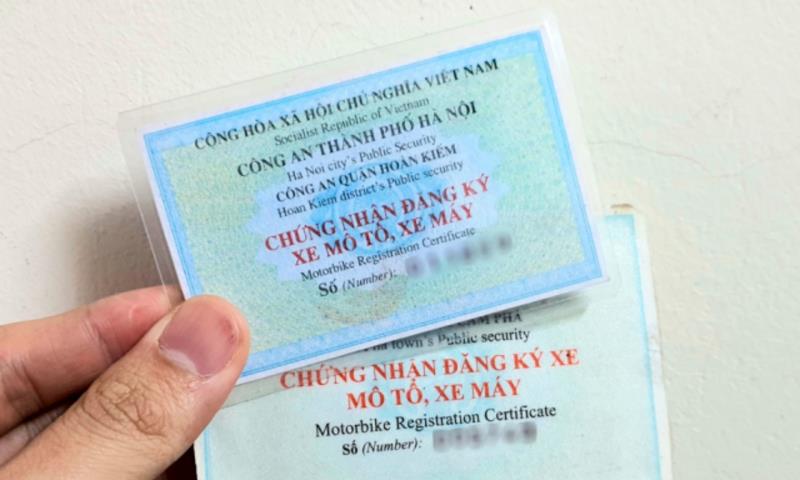 CỘNG HÒA XÃ HỘI CHỦ NGHĨA VIỆT NAM
Socialist Republic of Vietnam
CÔNG AN THÀNH PHỐ HÀ NỘI
Ha Noi city's Public Security
CÔNG AN QUẬN HOÀN KIẾM
Hoan Kiem district's Public security
CHỨNG NHẬN ĐĂNG KÝ
XE MÔ TÔ, XE MÁY
Motorbike Registration Certificate
Số (Number):
CẨM PHẢ
town's Public security
CHỨNG NHẬN ĐĂNG KÝ XE
MÔ TÔ, XE MÁY
Motorbike Registration Certificate
Số (Number):